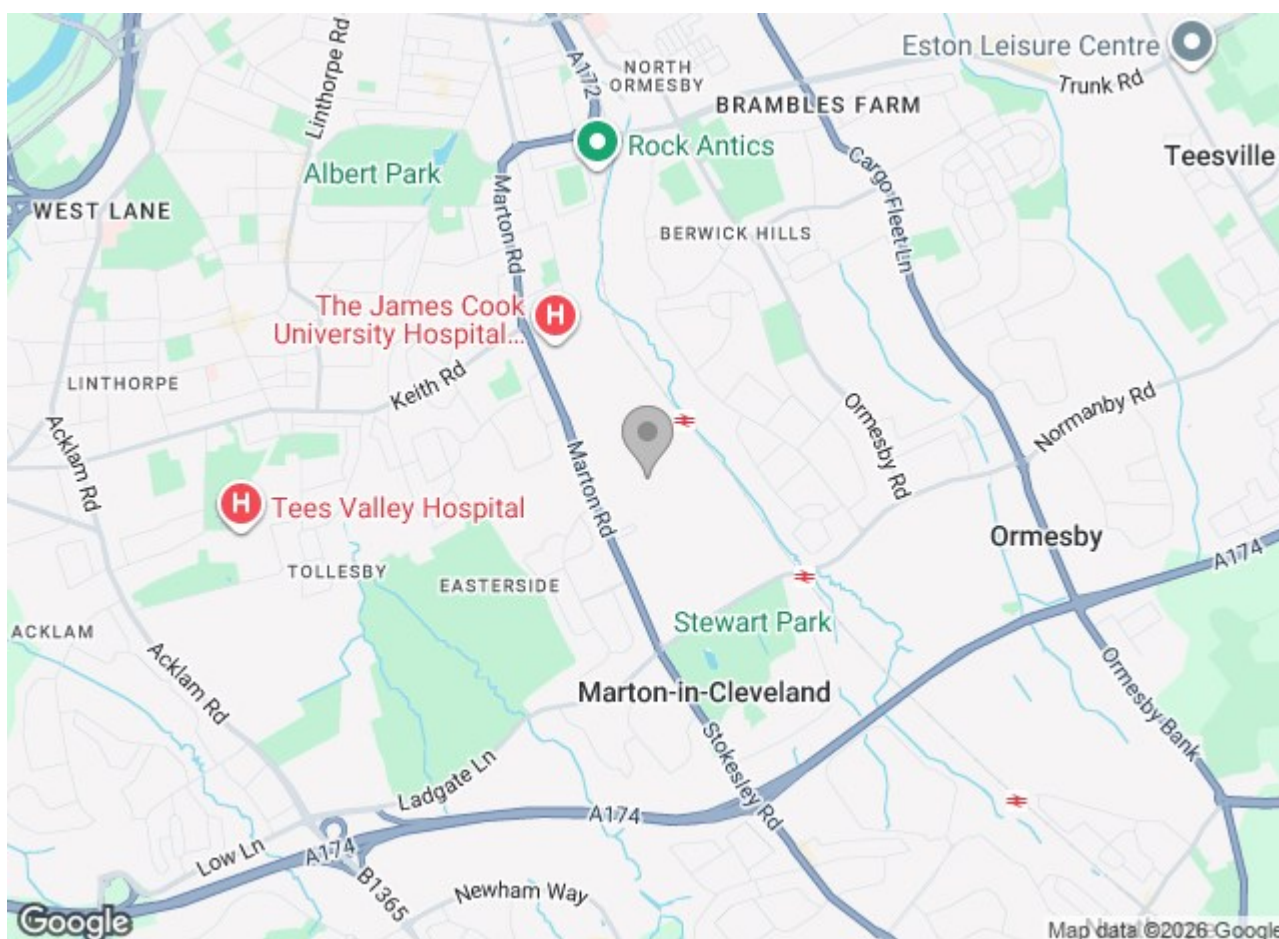 Eston Leisure Centre
Trunk Rd
Linthorpe Rd
A172
NORTH
ORMESBY
BRAMBLES FARM
Rock Antics
Teesville
Albert Park
Cargo Fleet Ln
WEST LANE
Marton Rd
BERWICK HILLS
The James Cook
University Hospital...
H
LINTHORPE
Keith Rd
Ormesby Rd
Normanby Rd
Acklam Rd
Marton Rd
H
Tees Valley Hospital
Ormesby
A174
TOLLESBY
EASTERSIDE
Stewart Park
ACKLAM
Acklam Rd
Marton-in-Cleveland
Ormesby Bank
Stokesley Rd
Ladgate Ln
A174
Low Ln
A174
B1365
Newham Way
Google
Map data ©2026 Google